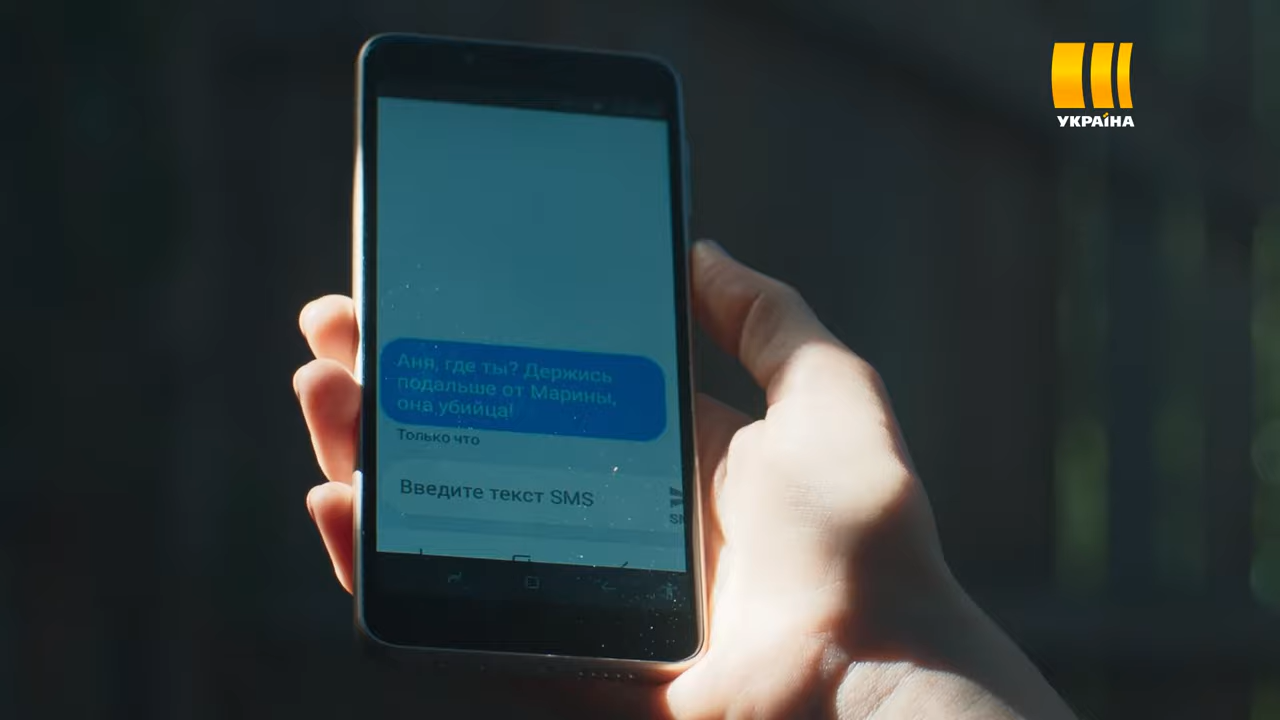 УКРАЇНА
Аня, где ты? Держись
подальше от Марины,
она убийца!
Только что
Введите текст SMS